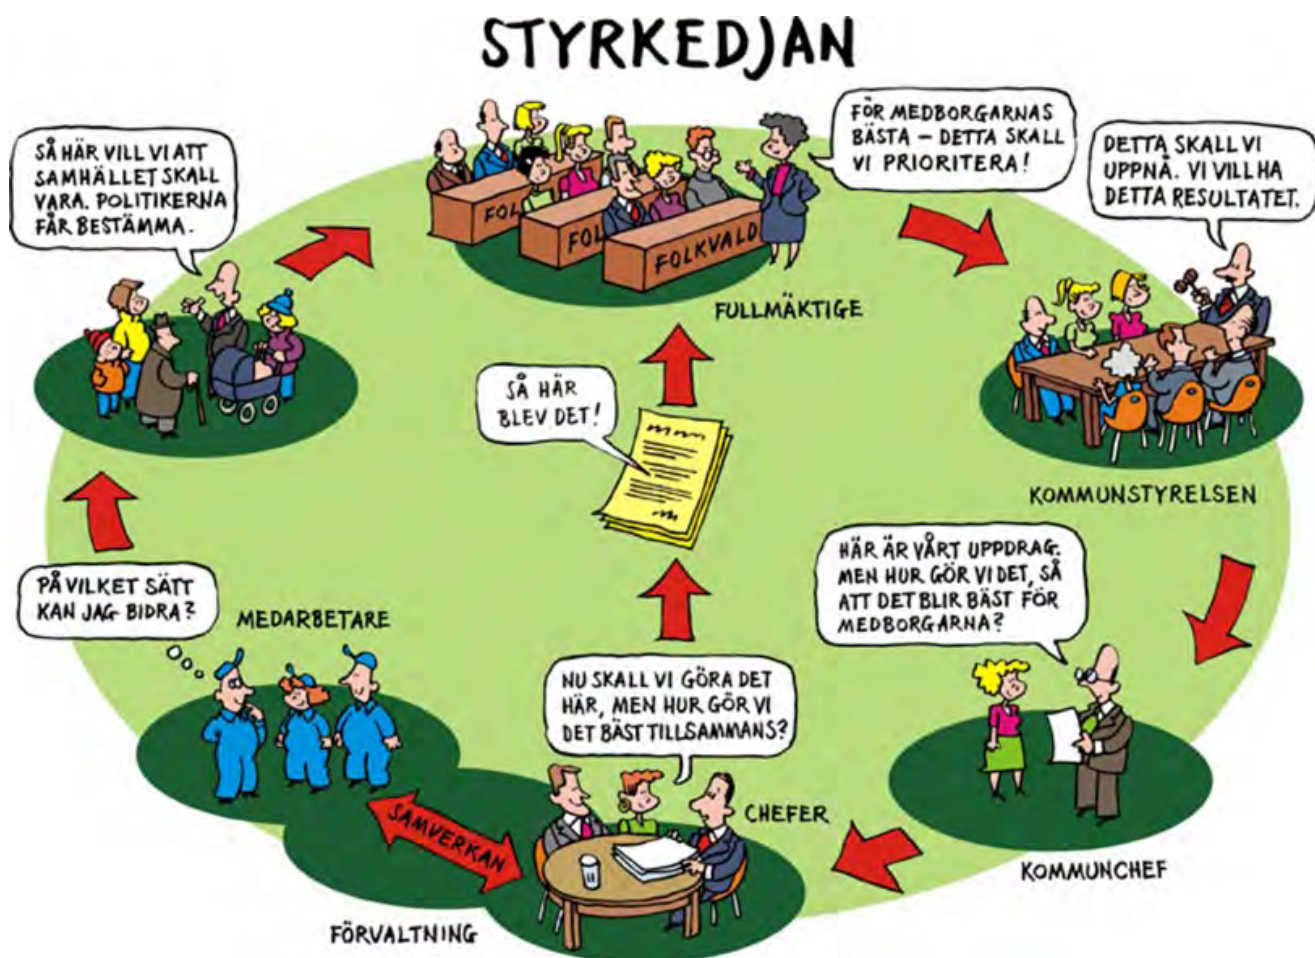 STYRKEDJAN
SÅ HÄR VILL VI ATT
SAMHÄLLET SKALL
VARA. POLITIKERNA
FÅR BESTÄMMA.
FÖR MEDBORGARNAS
BÄSTA – DETTA SKALL
VI PRIORITERA!
DETTA SKALL VI
UPPNÅ. VI VILL HA
DETTA RESULTATET.
FOL
FOL
FOLKVALD
FULLMÄKTIGE
SÅ HÄR
BLEV DET!
KOMMUNSTYRELSEN
HÄR ÄR VÅRT UPPDRAG.
MEN HUR GÖR VI DET, SÅ
ATT DET BLIR BÄST FÖR
MEDBORGARNA?
KOMMUNCHEF
NU SKALL VI GÖRA DET
HÄR, MEN HUR GÖR VI
DET BÄST TILLSAMMANS?
CHEFER
SAMVERKAN
FÖRVALTNING
MEDARBETARE
PÅ VILKET SÄTT
KAN JAG BIDRA?